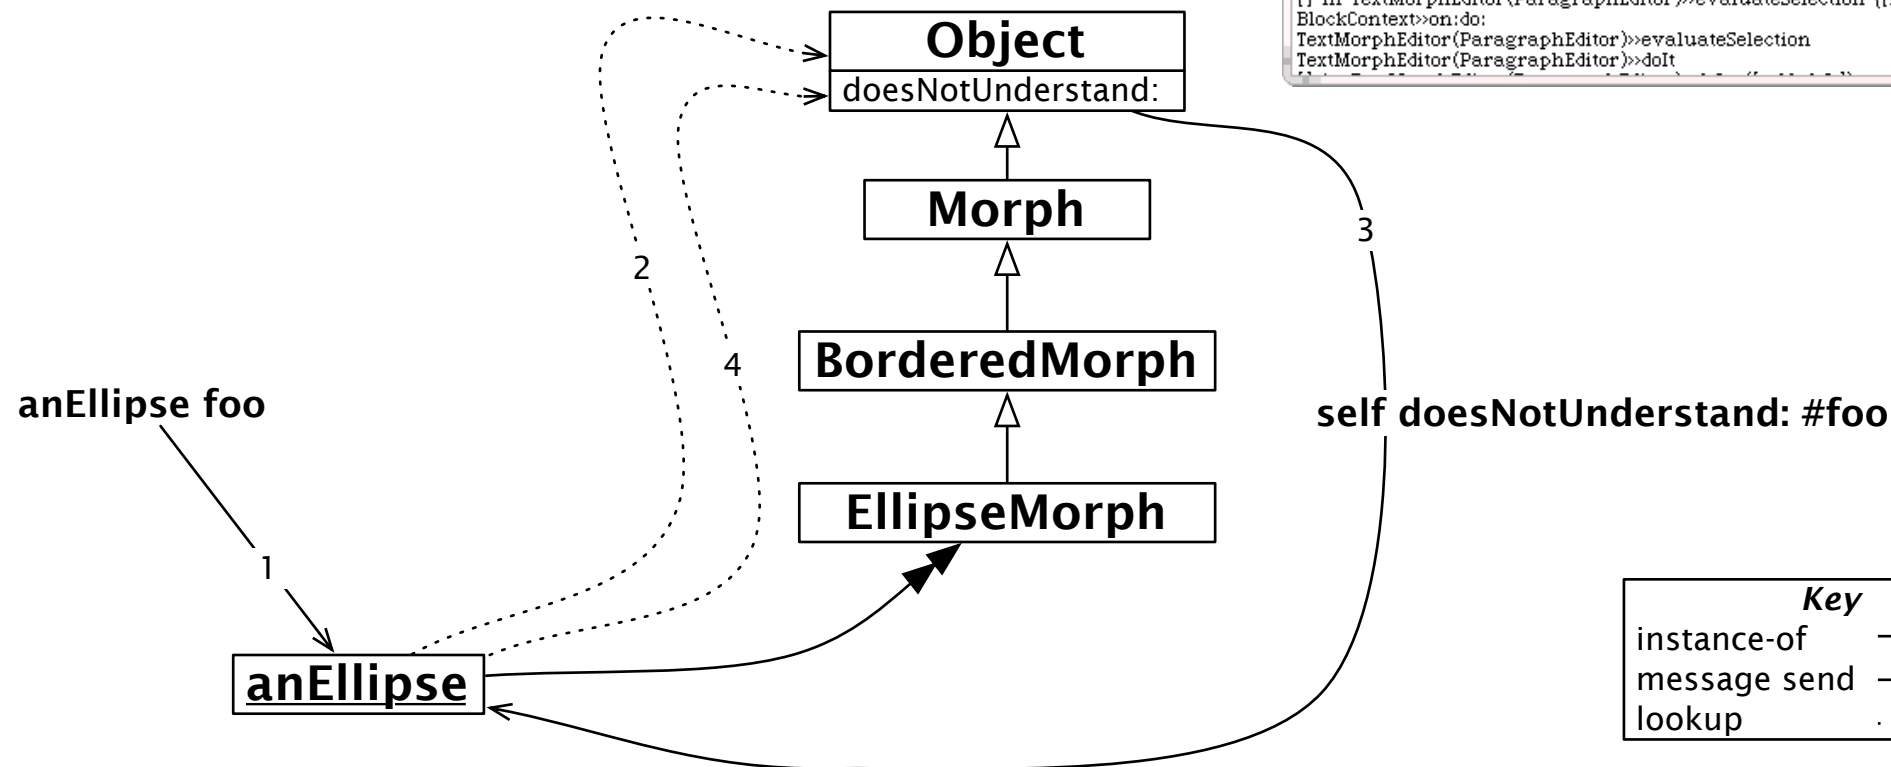 BlockContext>>on:do:
TextMorphEditor(ParagraphEditor)>>evaluateSelection
TextMorphEditor(ParagraphEditor)>>doIt
Object
doesNotUnderstand:
Morph
3
2
BorderedMorph
4
anEllipse foo
self doesNotUnderstand: #foo
EllipseMorph
1
Key
instance-of
message send
lookup
anEllipse